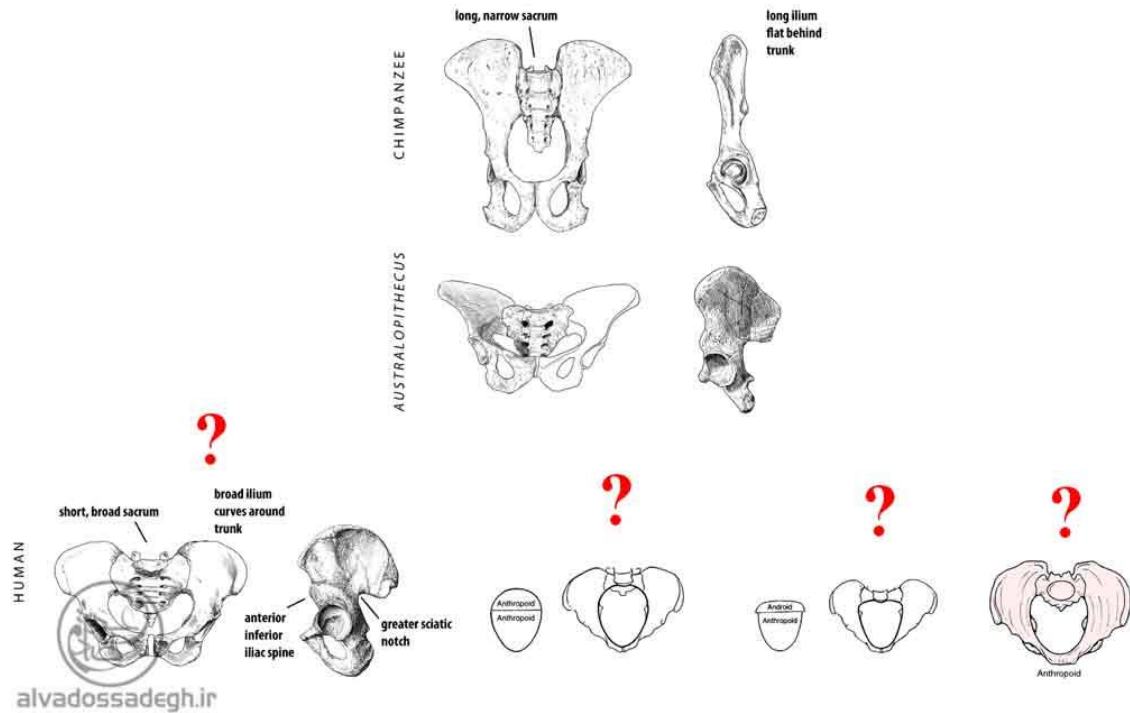 long, narrow sacrum
long ilium
flat behind
trunk
CHIMPANZEE
AUSTRALOPITHECUS
?
?
?
?
short, broad sacrum
broad ilium
curves around
trunk
HUMAN
anterior
inferior
iliac spine
greater sciatic
notch
Anthropoid
Anthropoid
Android
Anthropoid
Anthropoid
alvadossadegh.ir